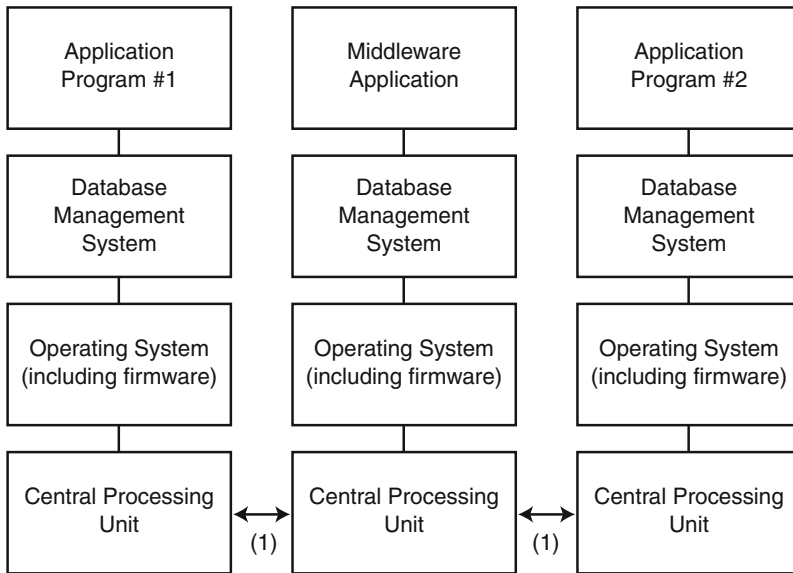 Application
Program #1
Middleware
Application
Application
Program #2
Database
Management
System
Database
Management
System
Database
Management
System
Operating System
(including firmware)
Operating System
(including firmware)
Operating System
(including firmware)
Central Processing
Unit
(1)
Central Processing
Unit
(1)
Central Processing
Unit